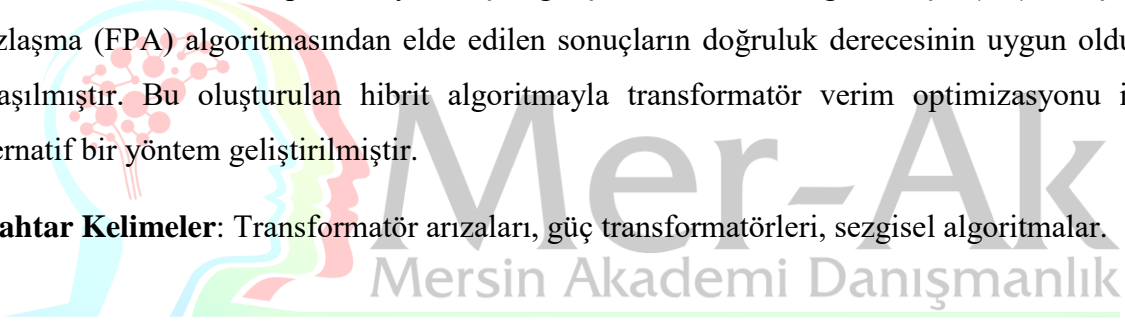 zlaşma (FPA) algoritmasından elde edilen sonuçların doğruluk derecesinin uygun oldu
aşılmıştır. Bu oluşturulan hibrit algoritmayla transformatör verim optimizasyonu i
ernatif bir yöntem geliştirilmiştir.
ahtar Kelimeler: Transformatör arızaları, güç transformatörleri, sezgisel algoritmalar.
Mer-Ak
Mersin Akademi Danışmanlık